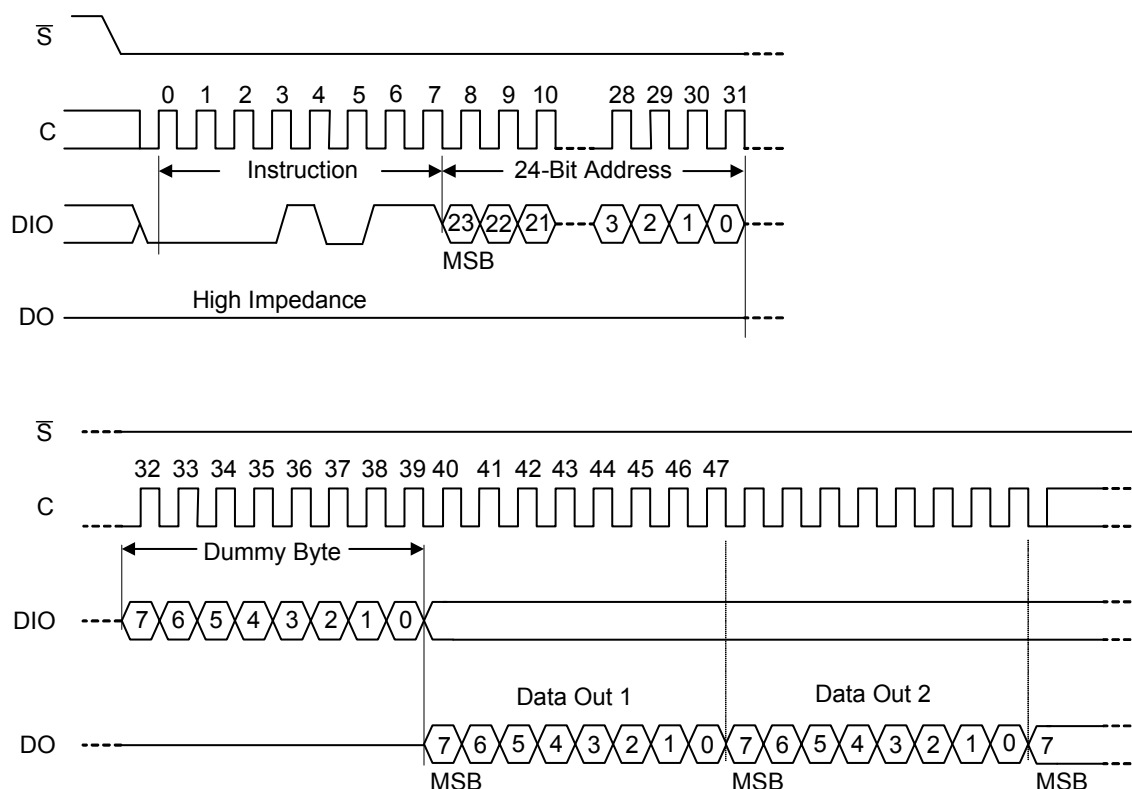 S
0 1 2 3 4 5 6 7 8 9 10 28 29 30 31
C
Instruction 24-Bit Address
DIO 23 22 21 3 2 1 0
MSB
High Impedance
DO
S
32 33 34 35 36 37 38 39 40 41 42 43 44 45 46 47
C
Dummy Byte
DIO 7 6 5 4 3 2 1 0
Data Out 1 Data Out 2
DO 7 6 5 4 3 2 1 0 7 6 5 4 3 2 1 0 7
MSB MSB MSB